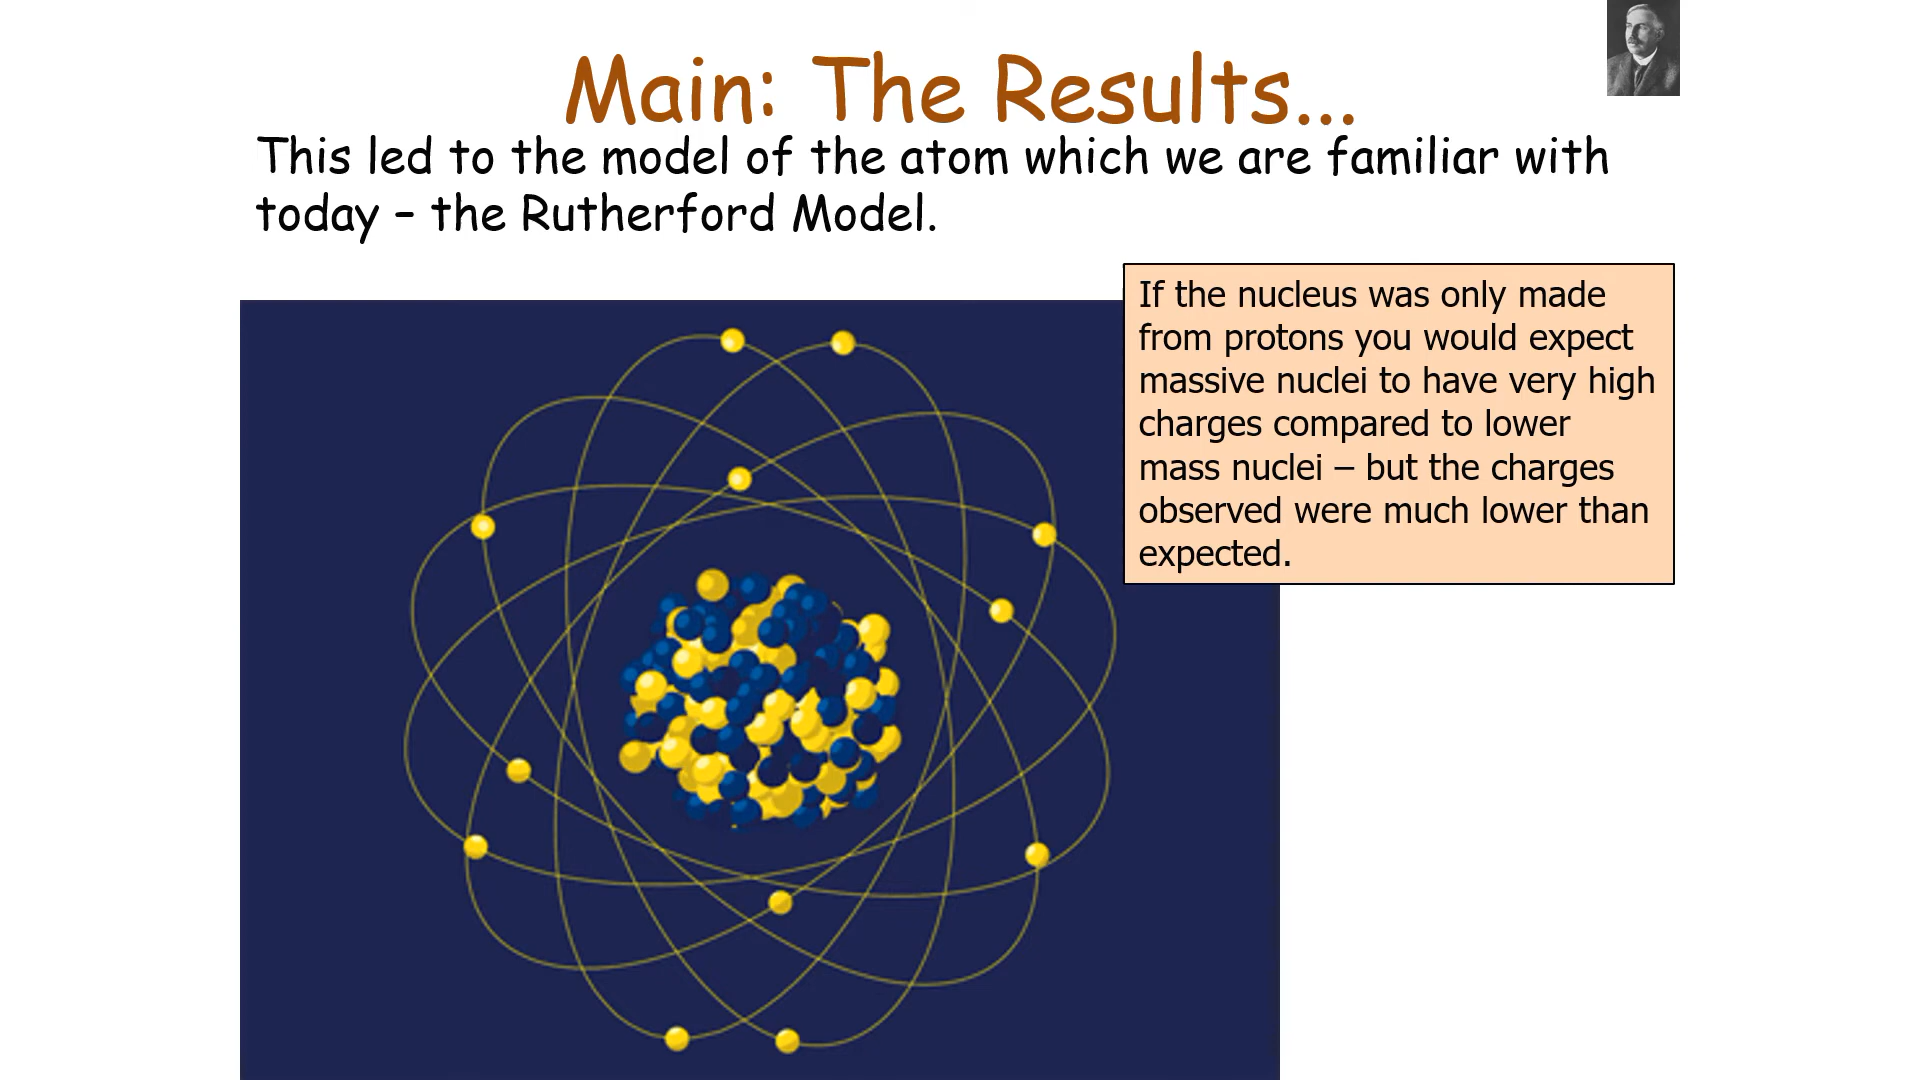 Main: The Results...
This led to the model of the atom which we are familiar with
today – the Rutherford Model.
If the nucleus was only made
from protons you would expect
massive nuclei to have very high
charges compared to lower
mass nuclei – but the charges
observed were much lower than
expected.